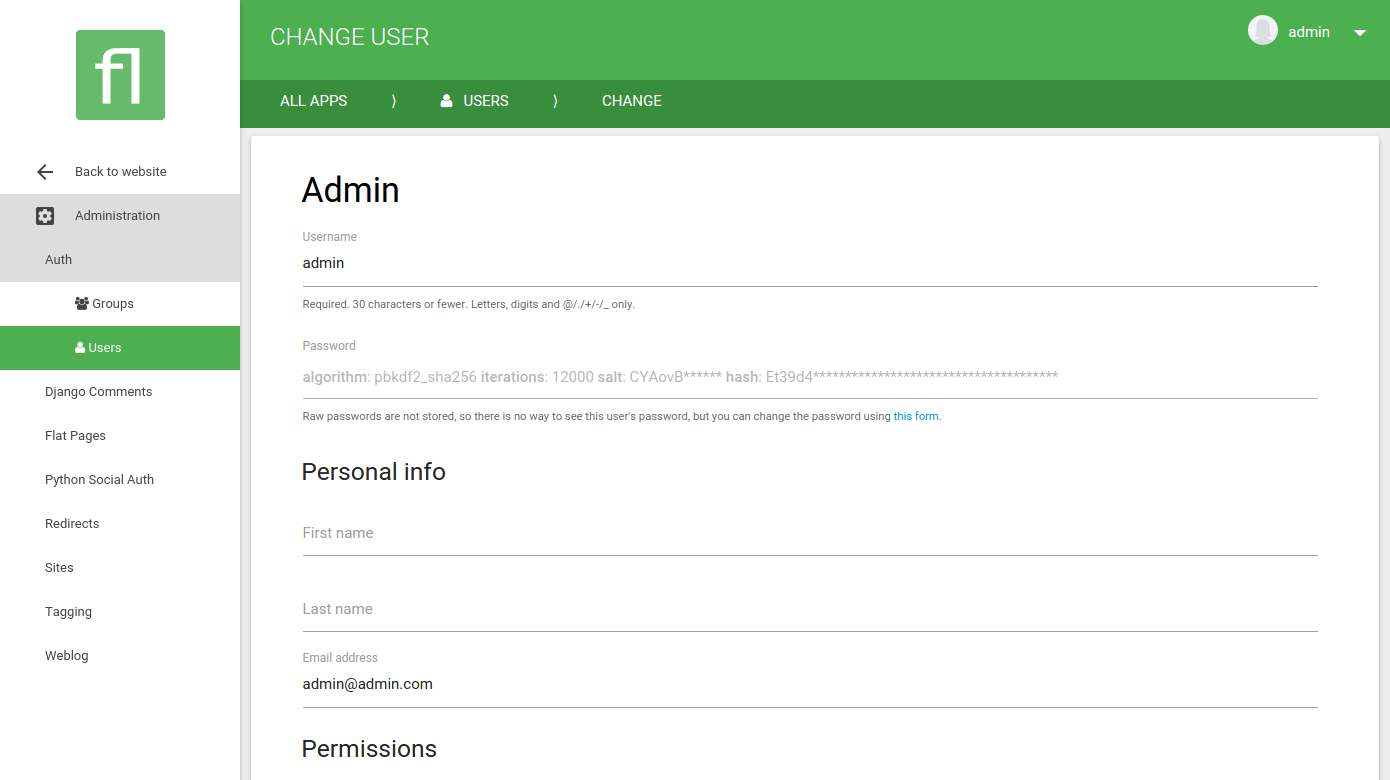 fl
CHANGE USER
admin
ALL APPS ⟩ USERS ⟩ CHANGE
Back to website
Administration
Auth
Groups
Users
Django Comments
Flat Pages
Python Social Auth
Redirects
Sites
Tagging
Weblog
Admin
Username
admin
Required. 30 characters or fewer. Letters, digits and @/./+/-/_ only.
Password
algorithm: pbkdf2_sha256 iterations: 12000 salt: CYAovB****** hash: Et39d4**************************************
Raw passwords are not stored, so there is no way to see this user's password, but you can change the password using this form.
Personal info
First name
Last name
Email address
admin@admin.com
Permissions